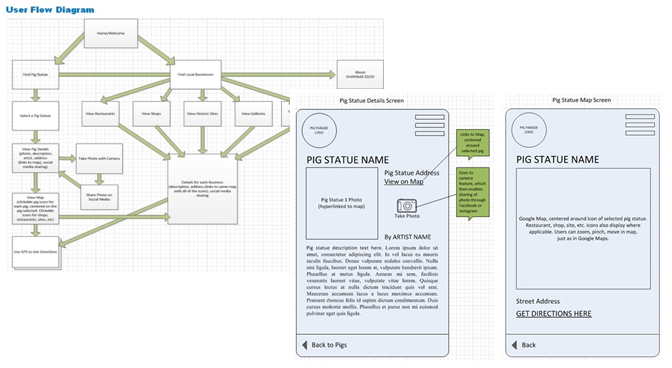 User Flow Diagram
Home/Welcome
Find Pig Statue
Find Local Businesses
About
Smithfield 20/20
Select a Pig Statue
View Restaurants
View Shops
View Historic Sites
View Galleries
View Pig Details
(photo, description,
artist, address
(links to map), social
media sharing)
Take Photo with Camera
Share Photo on
Social Media
Details for each Business
(description, address (links to same map
with all of the icons), social media
sharing
View Map
(clickable pig icons for
each pig, centered on the
pig selected. Clickable
icons for shops,
restaurants, sites, etc)
Use GPS to Get Directions
Pig Statue Details Screen
PIG PARADE
LOGO
PIG STATUE NAME
Pig Statue Address
View on Map
Pig Statue 1 Photo
(hyperlinked to map)
Take Photo
By ARTIST NAME
Pig statue description text here. Lorem ipsum dolor sit
amet, consectetur adipiscing elit. In vel lacus eu mauris
iaculis faucibus. Donec vulputate sodales convallis. Nulla
nisl ligula, laoreet eget lorem at, vulputate hendrerit ipsum.
Phasellus at metus ligula. Aenean mi sem, facilisis
venenatis laoreet vitae, vulputate vitae lorem. Quisque
cursus lectus at nulla dictum tincidunt quis vel erat.
Maecenas accumsan lacus a lacus maximus accumsan.
Praesent rhoncus felis id sapien dictum condimentum. Duis
cursus molestie mollis. Phasellus et purus non mi euismod
pulvinar eget quis ligula.
Back to Pigs
Links to Map,
centered
around
selected pig
Goes to
camera
feature, which
then enables
sharing of
photo through
Facebook or
Instagram
Pig Statue Map Screen
PIG PARADE
LOGO
PIG STATUE NAME
Google Map, centered around icon of selected pig statue.
Restaurant, shop, site, etc. icons also display where
applicable. Users can zoom, pinch, move in map,
just as in Google Maps.
Street Address
GET DIRECTIONS HERE
Back